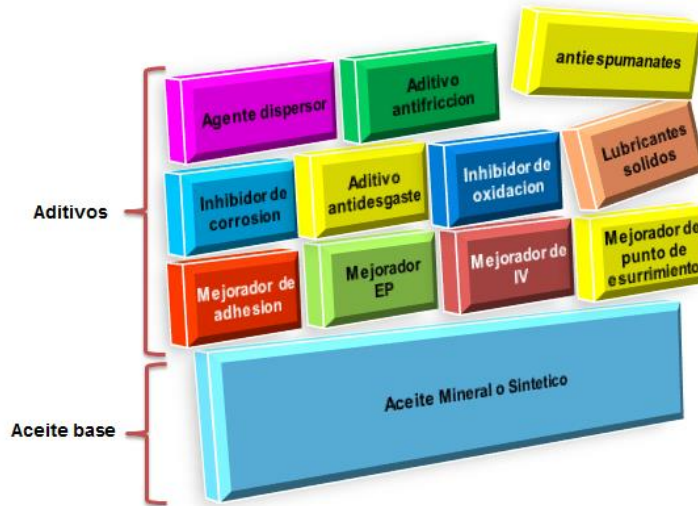 antiespumanates
Agente dispersor
Aditivo
antifriccion
Inhibidor de
corrosion
Aditivo
antidesgaste
Inhibidor de
oxidacion
Lubricantes
solidos
Aditivos
Mejorador de
adhesion
Mejorador
EP
Mejorador de
IV
Mejorador de
punto de
esurrimiento
Aceite base
Aceite Mineral o Sintetico